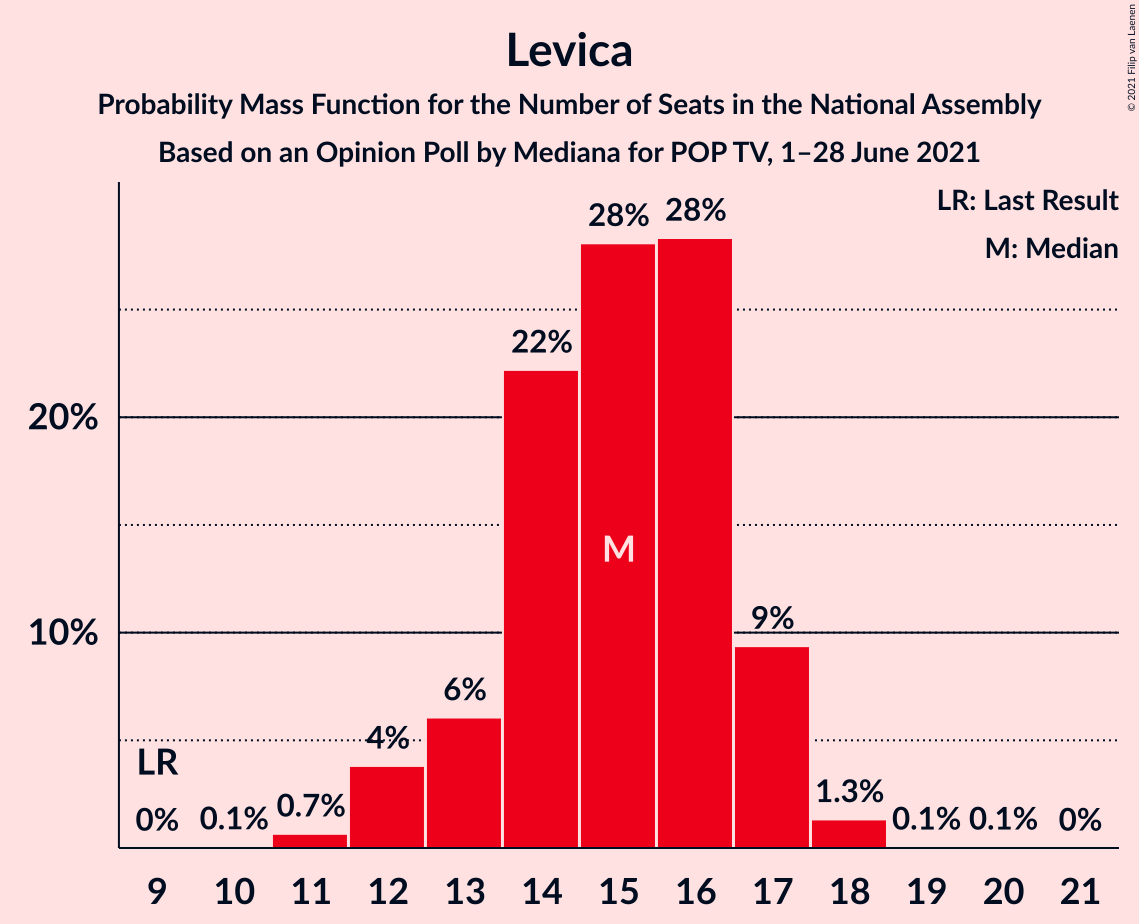 Levica
Probability Mass Function for the Number of Seats in the National Assembly
Based on an Opinion Poll by Mediana for POP TV, 1–28 June 2021
© 2021 Filip van Laenen
LR: Last Result
M: Median
28% 28%
22%
20%
M
10%
9%
6%
4%
LR
0% 0.1% 0.7% 1.3% 0.1% 0.1% 0%
9 10 11 12 13 14 15 16 17 18 19 20 21